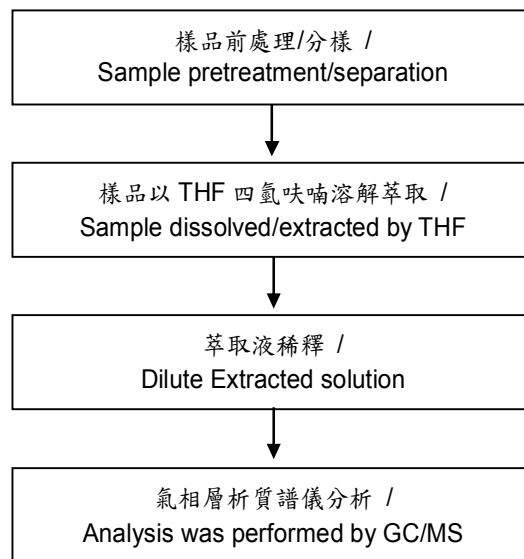 樣品前處理/分樣 /
Sample pretreatment/separation
樣品以 THF 四氫呋喃溶解萃取 /
Sample dissolved/extracted by THF
萃取液稀釋 /
Dilute Extracted solution
氣相層析質譜儀分析 /
Analysis was performed by GC/MS